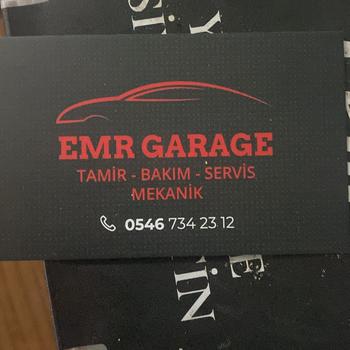 EMR GARAGE
TAMİR - BAKIM - SERVİS
MEKANİK
0546 734 23 12